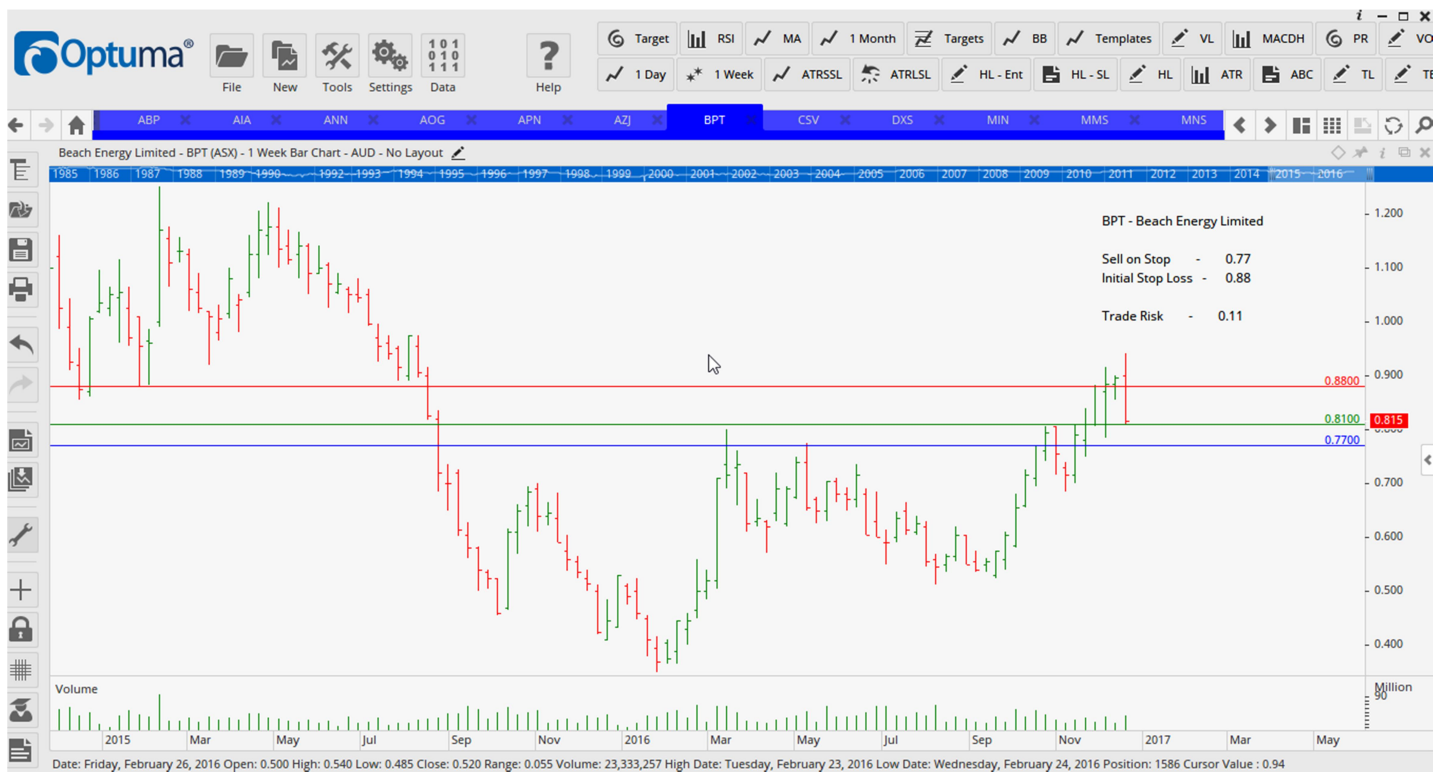 i
Optuma®
File New Tools Settings Data Help
Target RSI MA 1 Month Targets BB Templates VL MACDH PR VO
1 Day 1 Week ATRSSL ATRLSL HL - Ent HL - SL HL ATR ABC TL
ABP AIA ANN AOG APN AZJ BPT CSV DXS MIN MMS MNS
Beach Energy Limited - BPT (ASX) - 1 Week Bar Chart - AUD - No Layout
1985 1986 1987 1988 1989 1990 1992 1993 1994 1995 1996 1997 1998 1999 2000 2001 2002 2003 2004 2005 2006 2007 2008 2009 2010 2011 2012 2013 2014 2015 2016
BPT - Beach Energy Limited
Sell on Stop - 0.77
Initial Stop Loss - 0.88
Trade Risk - 0.11
1.200
1.100
1.000
0.900
0.8800
0.8100
0.815
0.800
0.7700
0.700
0.600
0.500
0.400
Volume
Million
90
2015 Mar May Jul Sep Nov 2016 Mar May Jul Sep Nov 2017 Mar May
Date: Friday, February 26, 2016 Open: 0.500 High: 0.540 Low: 0.485 Close: 0.520 Range: 0.055 Volume: 23,333,257 High Date: Tuesday, February 23, 2016 Low Date: Wednesday, February 24, 2016 Position: 1586 Cursor Value : 0.94